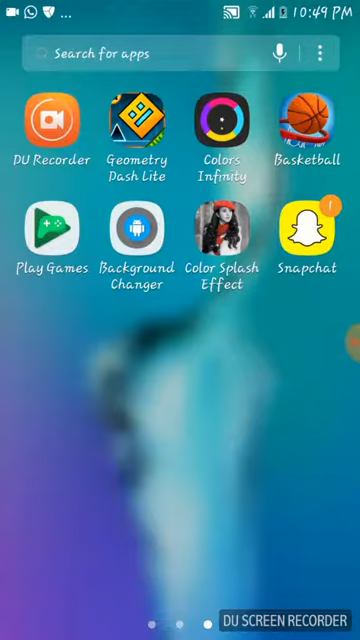 10:49 PM
Search for apps
DU Recorder
Geometry Dash Lite
Colors Infinity
Basketball
Play Games
Background Changer
Color Splash Effect
Snapchat
1
DU SCREEN RECORDER